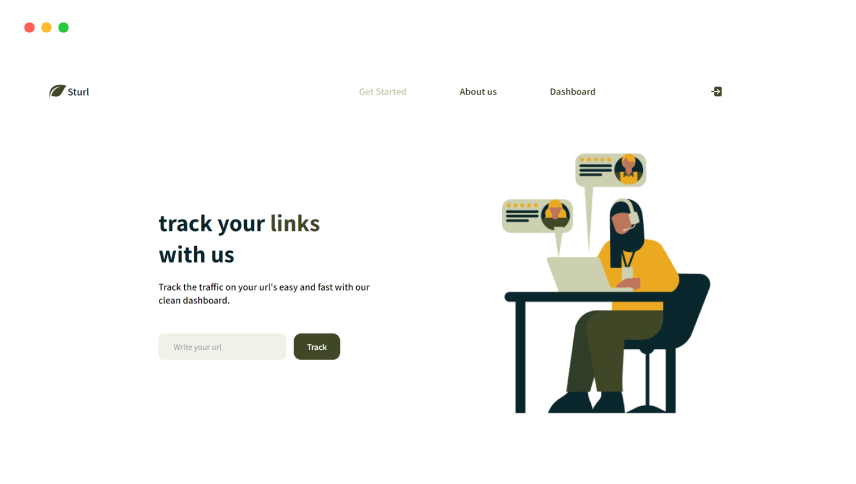 Sturl
Get Started
About us
Dashboard
track your links
with us
Track the traffic on your url's easy and fast with our
clean dashboard.
Write your url
Track